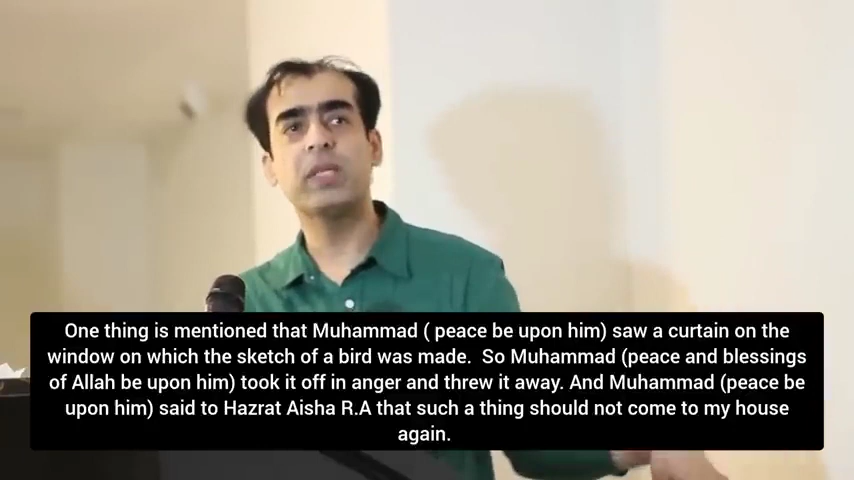 One thing is mentioned that Muhammad ( peace be upon him) saw a curtain on the
window on which the sketch of a bird was made.  So Muhammad (peace and blessings
of Allah be upon him) took it off in anger and threw it away. And Muhammad (peace be
upon him) said to Hazrat Aisha R.A that such a thing should not come to my house
again.